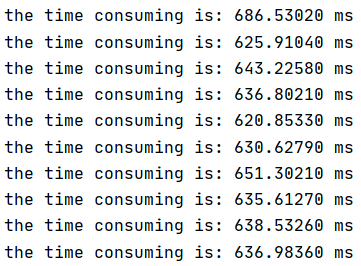 the time consuming is: 686.53020 ms
the time consuming is: 625.91040 ms
the time consuming is: 643.22580 ms
the time consuming is: 636.80210 ms
the time consuming is: 620.85330 ms
the time consuming is: 630.62790 ms
the time consuming is: 651.30210 ms
the time consuming is: 635.61270 ms
the time consuming is: 638.53260 ms
the time consuming is: 636.98360 ms